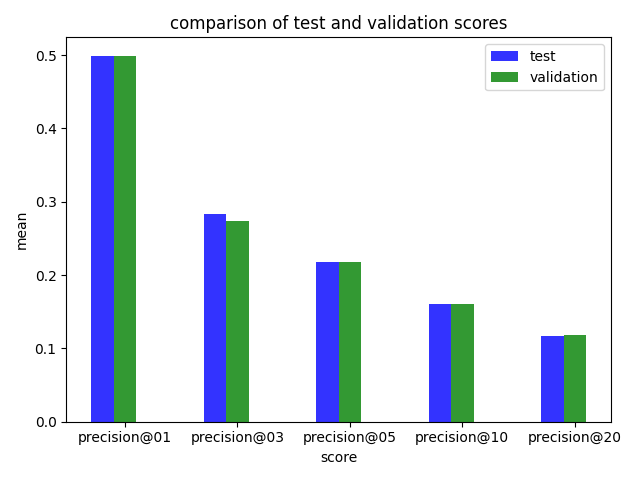 comparison of test and validation scores
test
validation
0.5
0.4
0.3
0.2
0.1
0.0
mean
precision@01 precision@03 precision@05 precision@10 precision@20
score